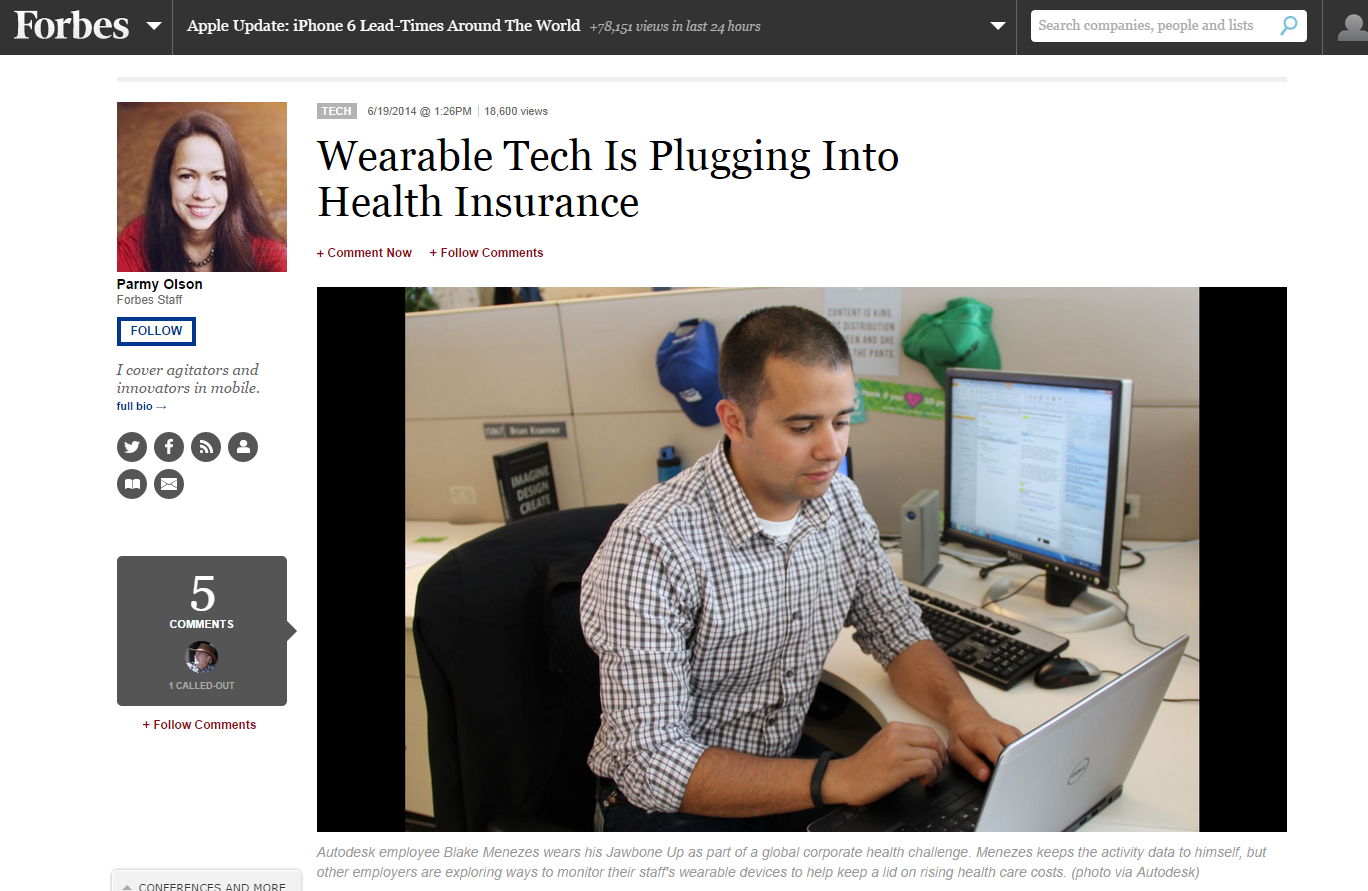 Forbes
Apple Update: iPhone 6 Lead-Times Around The World +78,151 views in last 24 hours
Search companies, people and lists
TECH 6/19/2014 @ 1:26PM 18,600 views
Wearable Tech Is Plugging Into
Health Insurance
+ Comment Now + Follow Comments
Parmy Olson
Forbes Staff
FOLLOW
I cover agitators and
innovators in mobile.
full bio →
5
COMMENTS
1 CALLED-OUT
+ Follow Comments
CONTENT IS KING,
DISTRIBUTION
AND SHE
THE PANTS.
Brian Kraemer
IMAGINE
DESIGN
CREATE
DELL
DELL
Autodesk employee Blake Menezes wears his Jawbone Up as part of a global corporate health challenge. Menezes keeps the activity data to himself, but
other employers are exploring ways to monitor their staff's wearable devices to help keep a lid on rising health care costs. (photo via Autodesk)
CONFERENCES AND MORE